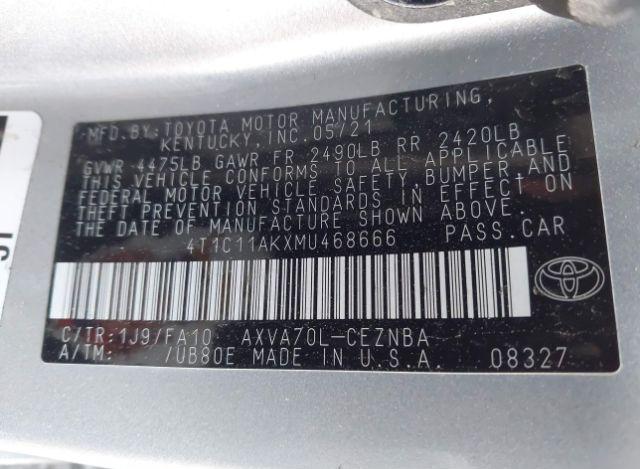 MFD. BY: TOYOTA MOTOR MANUFACTURING,
KENTUCKY, INC. 05/21
GVWR 4475LB GAWR FR 2490LB RR 2420LB
THIS VEHICLE CONFORMS TO ALL APPLICABLE
FEDERAL MOTOR VEHICLE SAFETY, BUMPER, AND
THEFT PREVENTION STANDARDS IN EFFECT ON
THE DATE OF MANUFACTURE SHOWN ABOVE.
4T1C11AKXMU468666 PASS. CAR
C/TR: 1J9/FA10 AXVA70L-CEZNBA
A/TM: /UB80E MADE IN U.S.A. 08327